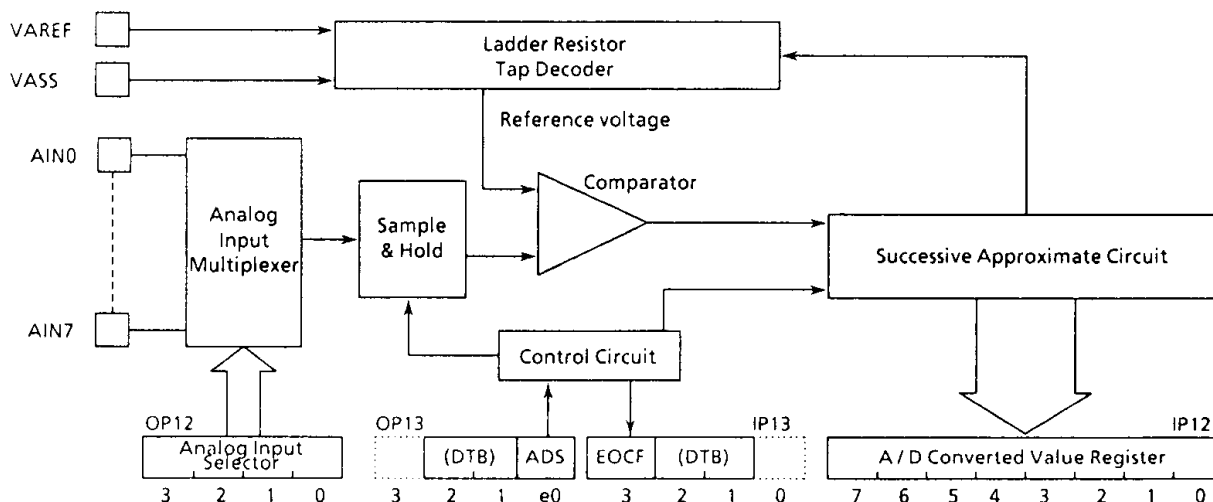 VAREF
VASS
Ladder Resistor
Tap Decoder
Reference voltage
AIN0
AIN7
Analog
Input
Multiplexer
Sample
& Hold
Comparator
Successive Approximate Circuit
Control Circuit
OP12
Analog Input
Selector
3 2 1 0
OP13
(DTB) ADS
3 2 1 e0
IP13
EOCF (DTB)
3 2 1 0
IP12
A / D Converted Value Register
7 6 5 4 3 2 1 0